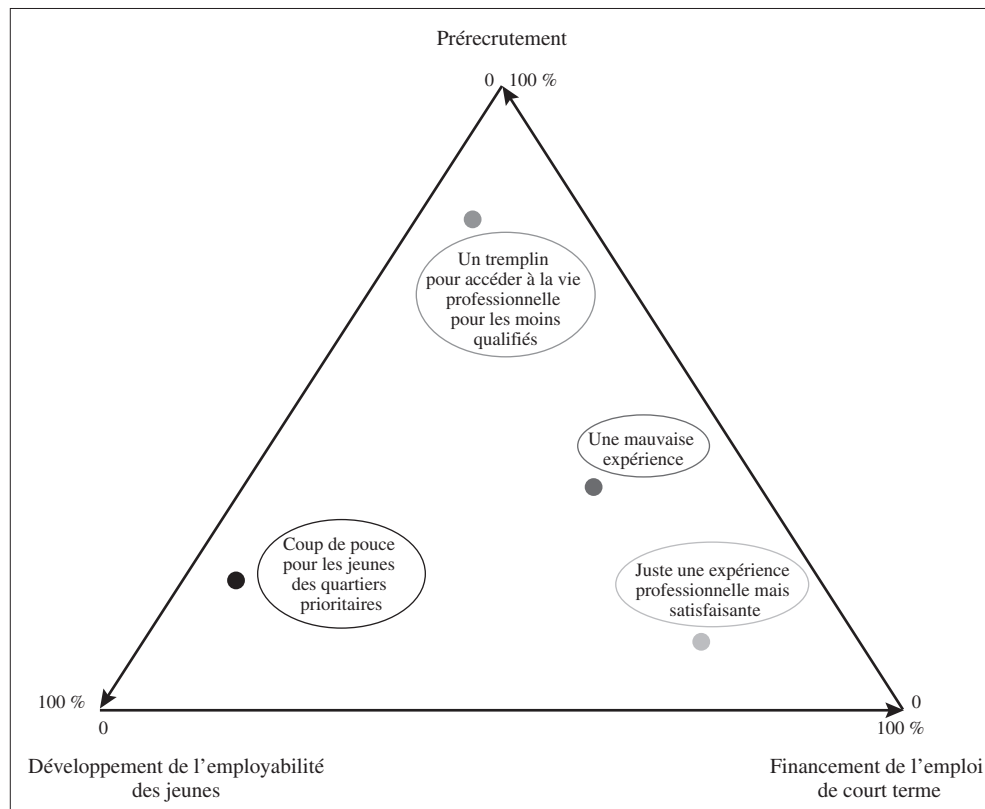 Prérecrutement
0 100 %
Un tremplin
pour accéder à la vie
professionnelle
pour les moins
qualifiés
Une mauvaise
expérience
Coup de pouce
pour les jeunes
des quartiers
prioritaires
Juste une expérience
professionnelle mais
satisfaisante
100 %
0
0
100 %
Développement de l’employabilité
des jeunes
Financement de l’emploi
de court terme